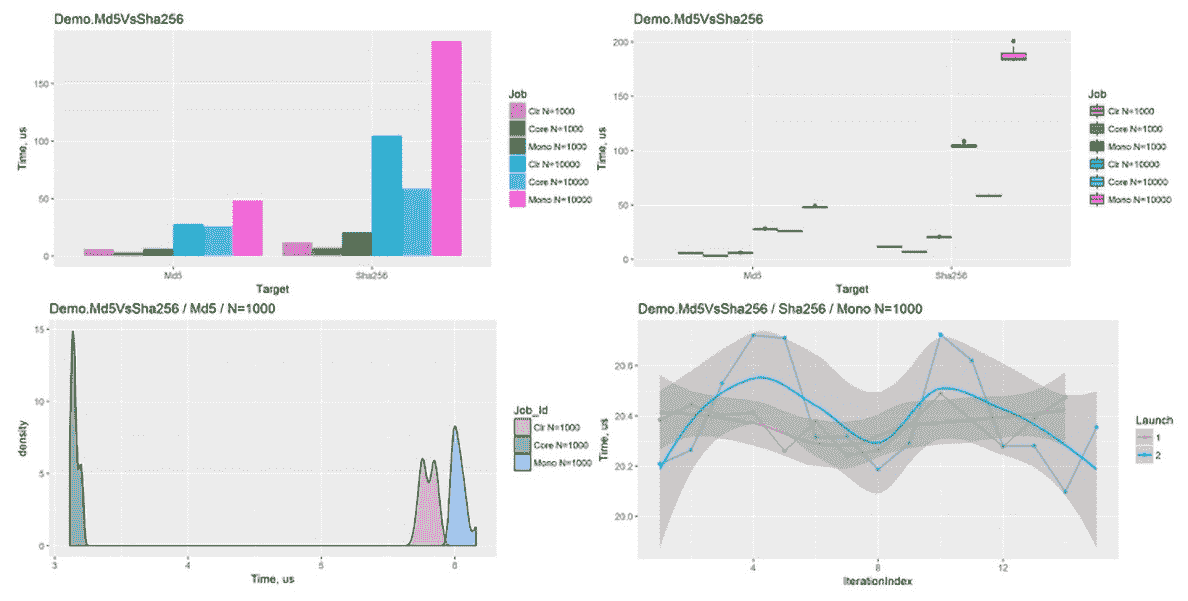 Demo.Md5VsSha256
Time, us
150
100
50
0
Md5
Sha256
Target
Job
Clr N=1000
Core N=1000
Mono N=1000
Clr N=10000
Core N=10000
Mono N=10000
Demo.Md5VsSha256
Time, us
200
150
100
50
0
Md5
Sha256
Target
Job
Clr N=1000
Core N=1000
Mono N=1000
Clr N=10000
Core N=10000
Mono N=10000
Demo.Md5VsSha256 / Md5 / N=1000
density
15
10
5
0
3
4
5
6
Time, us
Job_Id
Clr N=1000
Core N=1000
Mono N=1000
Demo.Md5VsSha256 / Sha256 / Mono N=1000
Time, us
20.6
20.4
20.2
20.0
4
8
12
IterationIndex
Launch
1
2